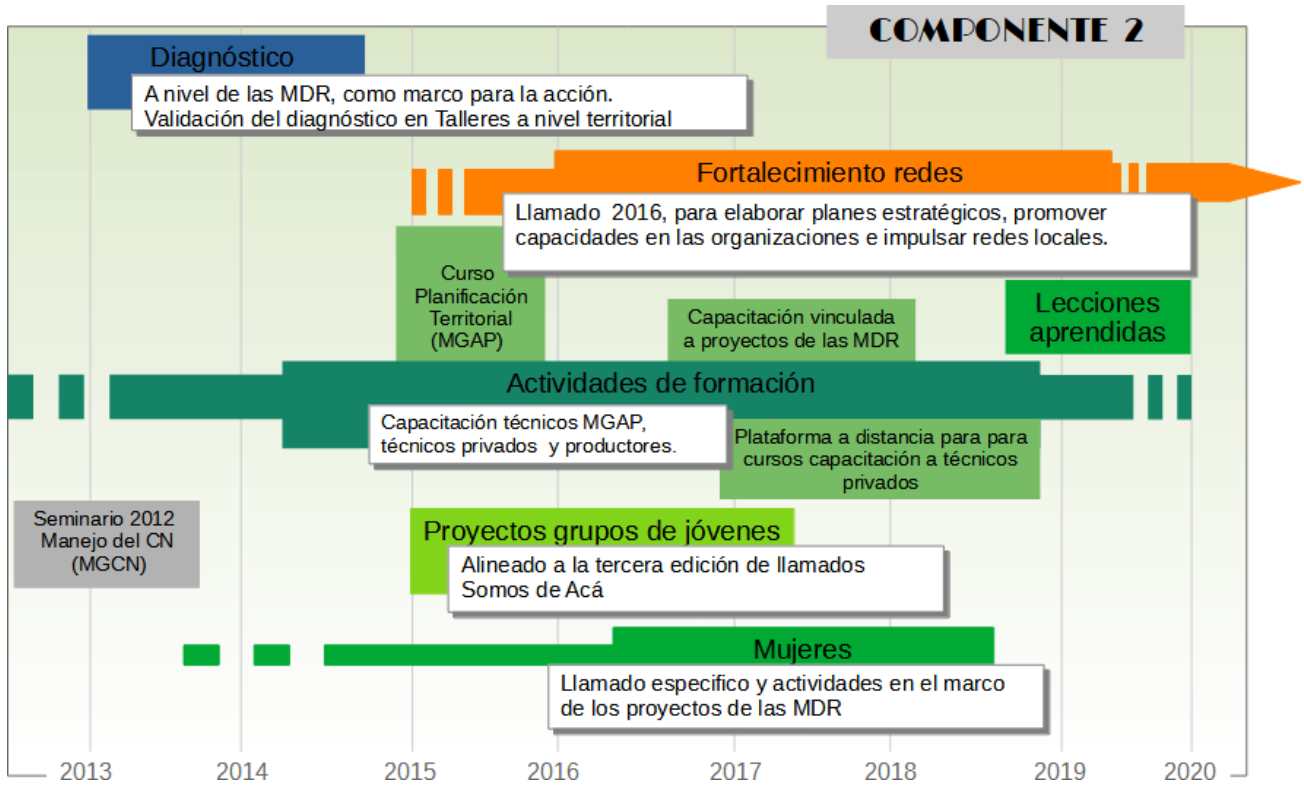 COMPONENTE 2
Diagnóstico
A nivel de las MDR, como marco para la acción.
Validación del diagnóstico en Talleres a nivel territorial
Fortalecimiento redes
Llamado 2016, para elaborar planes estratégicos, promover
capacidades en las organizaciones e impulsar redes locales.
Curso
Planificación
Territorial
(MGAP)
Capacitación vinculada
a proyectos de las MDR
Lecciones
aprendidas
Actividades de formación
Capacitación técnicos MGAP,
técnicos privados y productores.
Plataforma a distancia para para
cursos capacitación a técnicos
privados
Seminario 2012
Manejo del CN
(MGCN)
Proyectos grupos de jóvenes
Alineado a la tercera edición de llamados
Somos de Acá
Mujeres
Llamado especifico y actividades en el marco
de los proyectos de las MDR
2013 2014 2015 2016 2017 2018 2019 2020